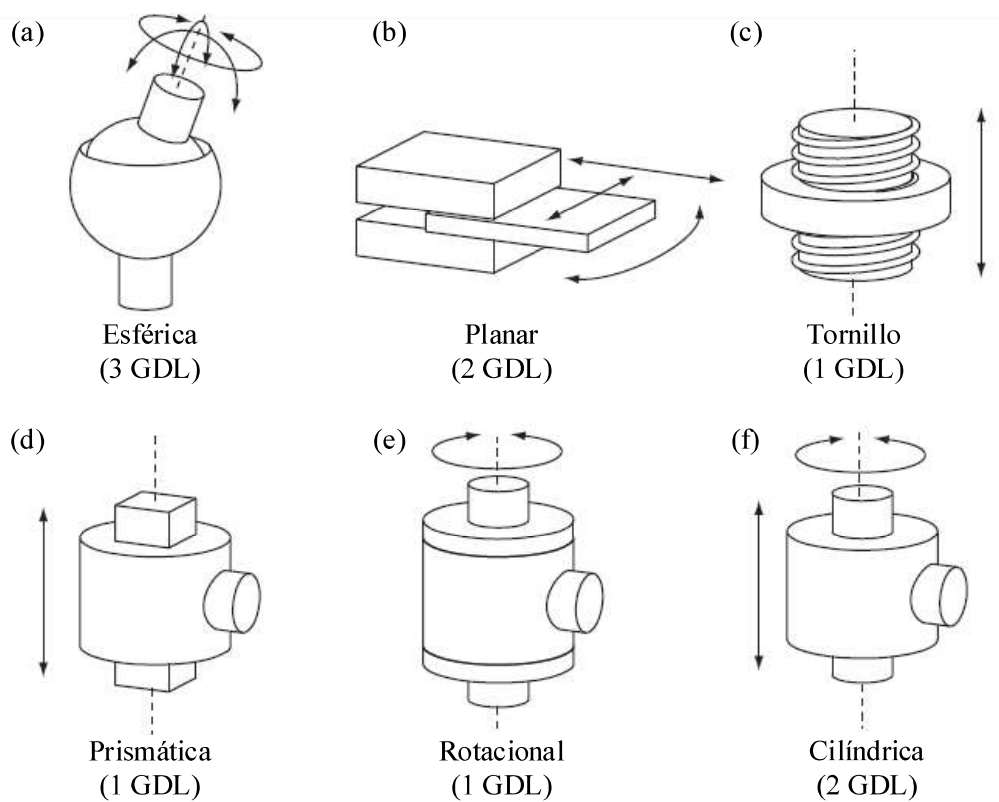 (a)
(b)
(c)
Esférica
(3 GDL)
Planar
(2 GDL)
Tornillo
(1 GDL)
(d)
(e)
(f)
Prismática
(1 GDL)
Rotacional
(1 GDL)
Cilíndrica
(2 GDL)